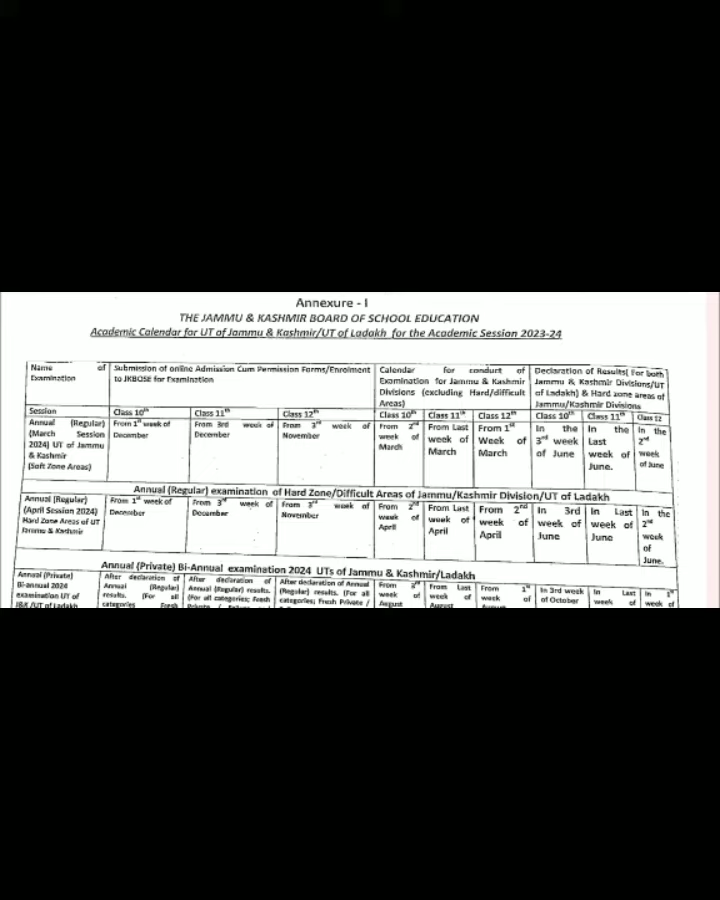 Annexure - I
THE JAMMU & KASHMIR BOARD OF SCHOOL EDUCATION
Academic Calendar for UT of Jammu & Kashmir/UT of Ladakh for the Academic Session 2023-24
Name of Examination
Submission of online Admission Cum Permission Forms/Enrolment
to JKBOSE for Examination
Calendar for conduct of
Examination for Jammu & Kashmir
Divisions (excluding Hard/difficult
Areas)
Declaration of Results( For both
Jammu & Kashmir Divisions/UT
of Ladakh) & Hard zone areas of
Jammu/Kashmir Divisions
Session
Class 10th
Class 11th
Class 12th
Class 10th
Class 11th
Class 12th
Class 10th
Class 11th
Class 12
Annual (Regular)
(March Session
2024) UT of Jammu
& Kashmir
(Soft Zone Areas)
From 1st week of
December
From 3rd week of
December
From 3rd week of
November
From 2nd
week of
March
From Last
week of
March
From 1st
Week of
March
In the
3rd week
of June
In the
Last
week of
June.
In the
2nd
week
of June
Annual (Regular) examination of Hard Zone/Difficult Areas of Jammu/Kashmir Division/UT of Ladakh
Annual (Regular)
(April Session 2024)
Hard Zone Areas of UT
Jammu & Kashmir
From 1st week of
December
From 3rd week of
December
From 3rd week of
November
From 2nd
week of
April
From Last
week of
April
From 2nd
week of
April
In 3rd
week of
June
In Last
week of
June
In the
2nd
week
of
June.
Annual (Private) Bi-Annual examination 2024 UTs of Jammu & Kashmir/Ladakh
Annual (Private)
Bi-annual 2024
examination UT of
J&K /UT of Ladakh
After declaration of
Annual (Regular)
results. (For all
categories Fresh
After declaration of
Annual (Regular) results.
(For all categories; Fresh
After declaration of Annual
(Regular) results. (For all
categories; Fresh Private /
From
week of
August
From Last
week of
August
From 1st
week of
In 3rd week
of October
In Last
week of
In 1st
week of